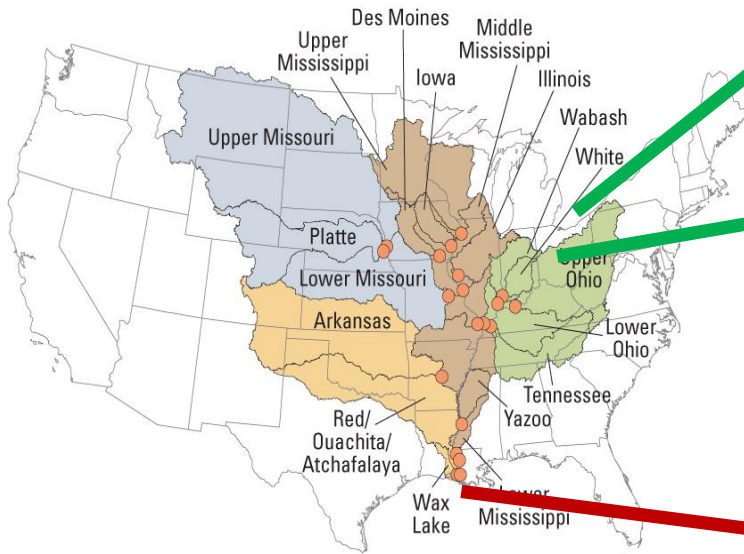 Des Moines
Upper
Mississippi
Iowa
Middle
Mississippi
Illinois
Wabash
White
Upper Missouri
Platte
Lower Missouri
Upper
Ohio
Arkansas
Lower
Ohio
Tennessee
Yazoo
Red/
Ouachita/
Atchafalaya
Wax
Lake
Lower
Mississippi